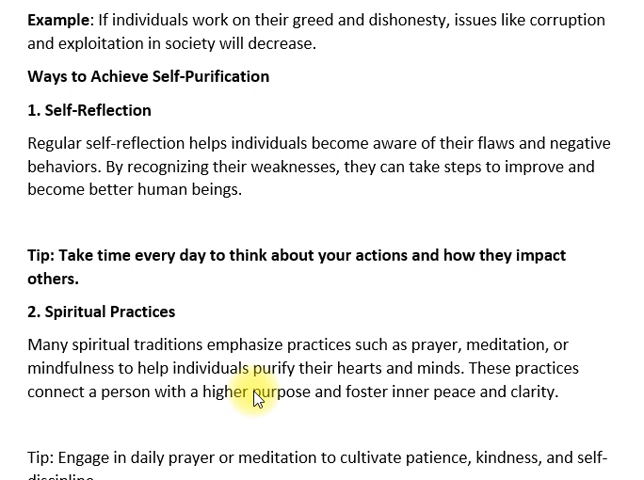 Example: If individuals work on their greed and dishonesty, issues like corruption
and exploitation in society will decrease.
Ways to Achieve Self-Purification
1. Self-Reflection
Regular self-reflection helps individuals become aware of their flaws and negative
behaviors. By recognizing their weaknesses, they can take steps to improve and
become better human beings.
Tip: Take time every day to think about your actions and how they impact
others.
2. Spiritual Practices
Many spiritual traditions emphasize practices such as prayer, meditation, or
mindfulness to help individuals purify their hearts and minds. These practices
connect a person with a higher purpose and foster inner peace and clarity.
Tip: Engage in daily prayer or meditation to cultivate patience, kindness, and self-
discipline.